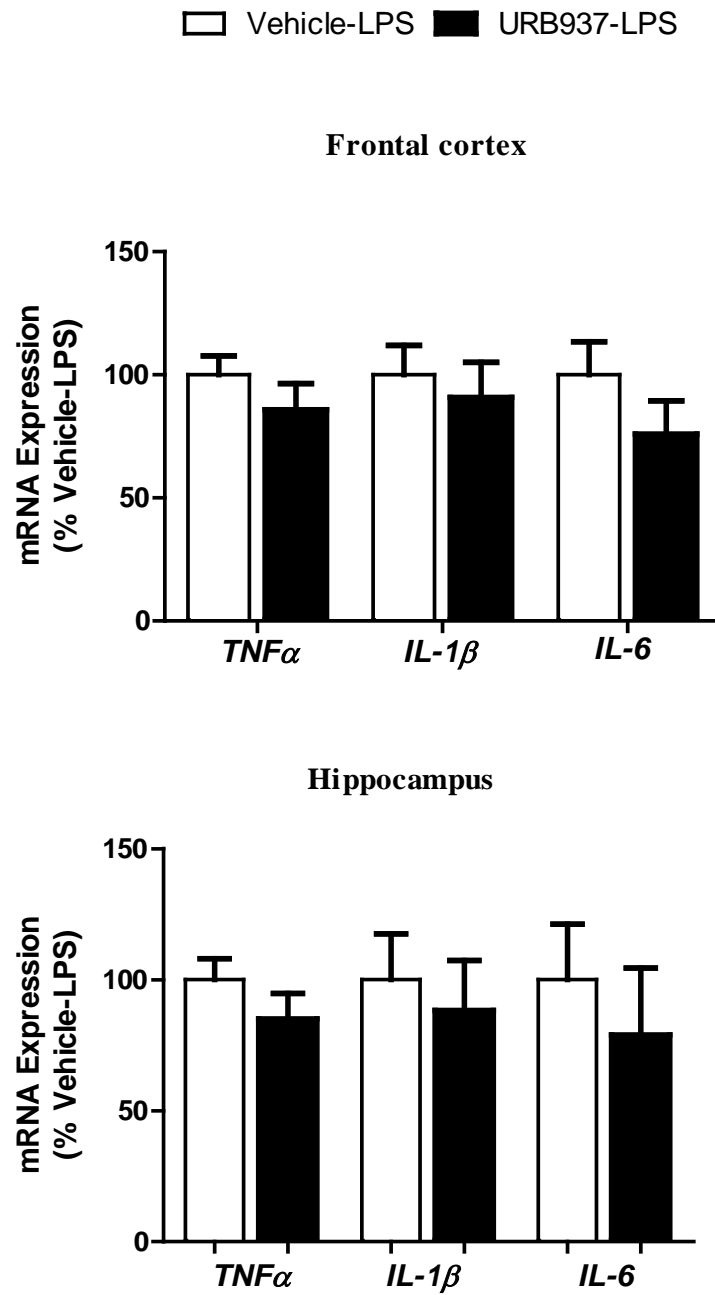 Vehicle-LPS URB937-LPS
Frontal cortex
mRNA Expression
(% Vehicle-LPS)
150
100
50
0
TNFα IL-1β IL-6
Hippocampus
mRNA Expression
(% Vehicle-LPS)
150
100
50
0
TNFα IL-1β IL-6